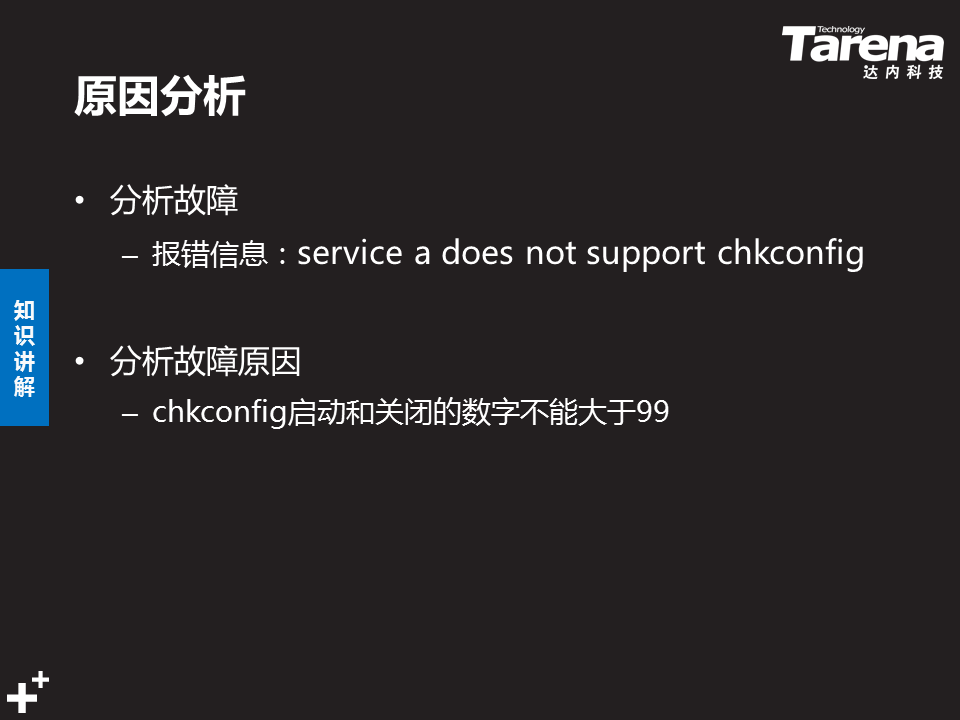 Technology
Tarena
达内科技
原因分析
• 分析故障
– 报错信息：service a does not support chkconfig
知识讲解
• 分析故障原因
– chkconfig启动和关闭的数字不能大于99